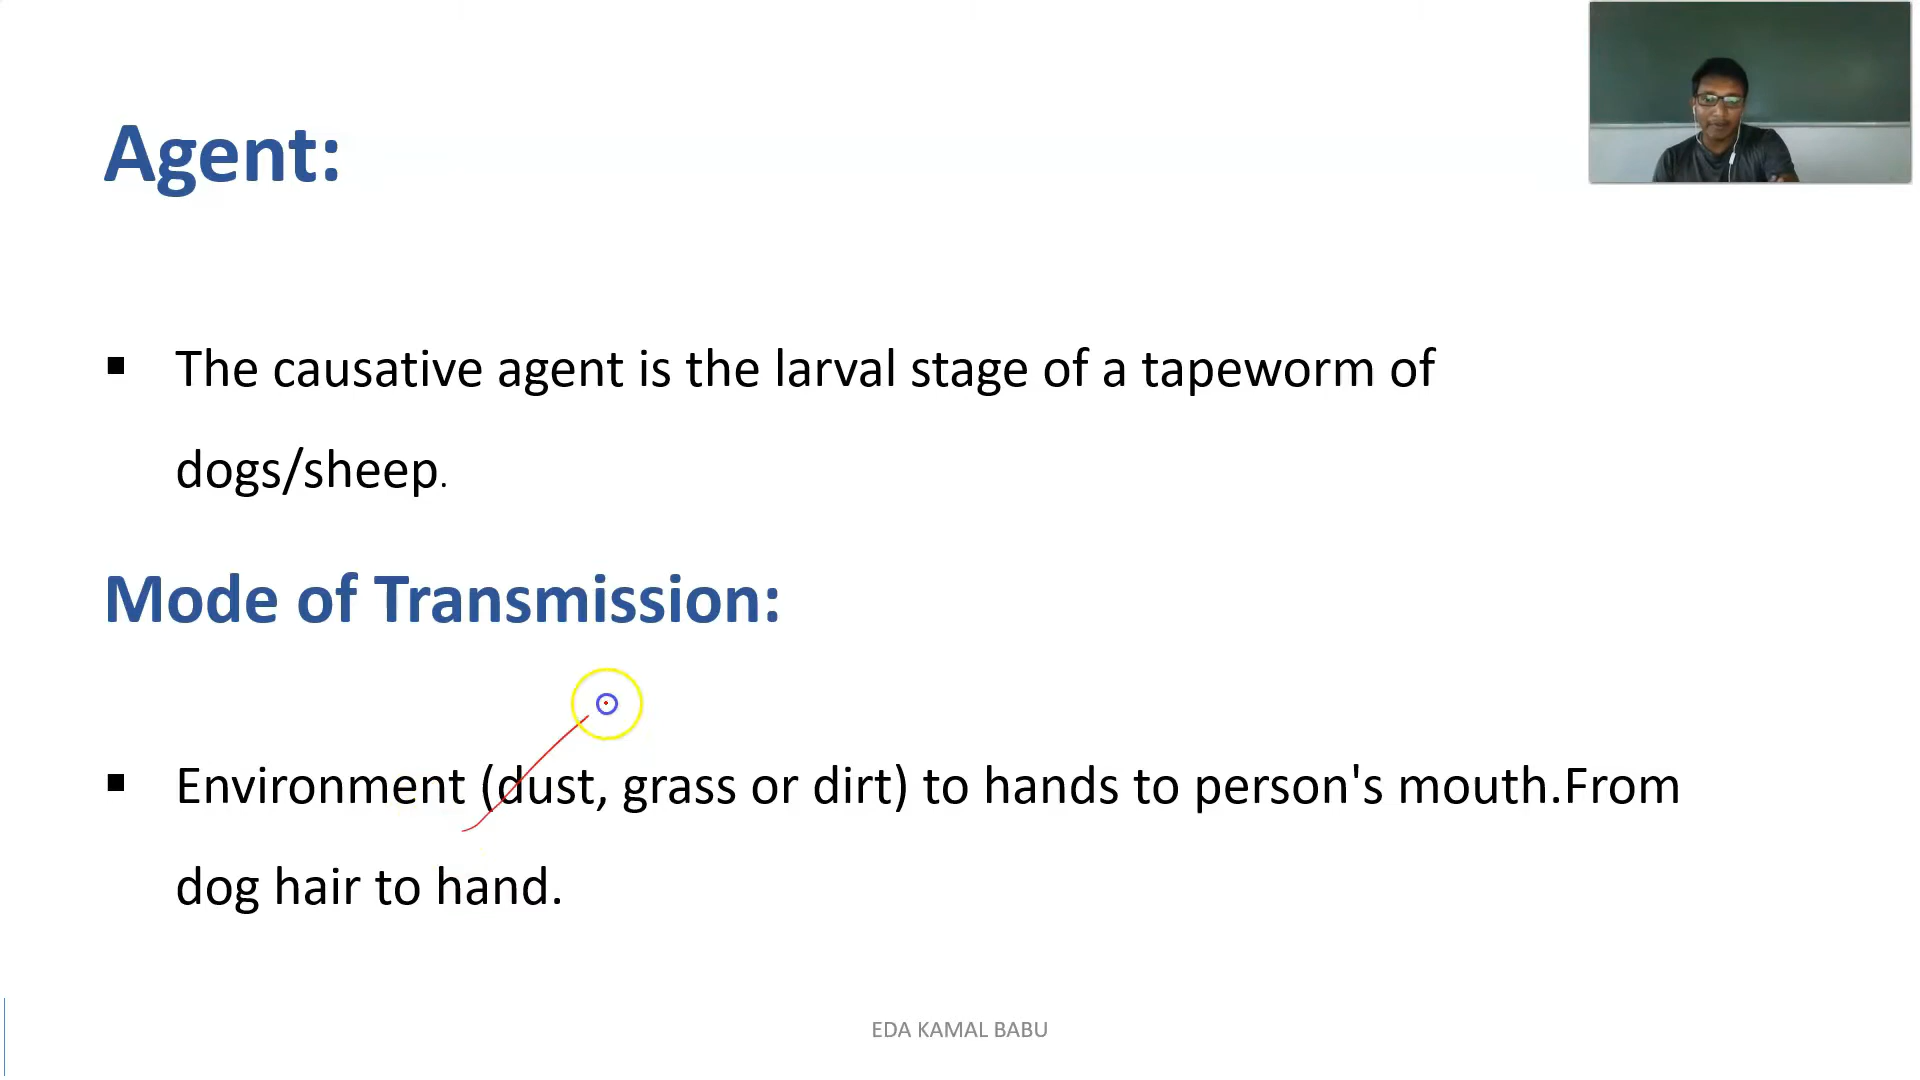 Agent:
▪ The causative agent is the larval stage of a tapeworm of
dogs/sheep.
Mode of Transmission:
▪ Environment (dust, grass or dirt) to hands to person's mouth.From
dog hair to hand.
EDA KAMAL BABU